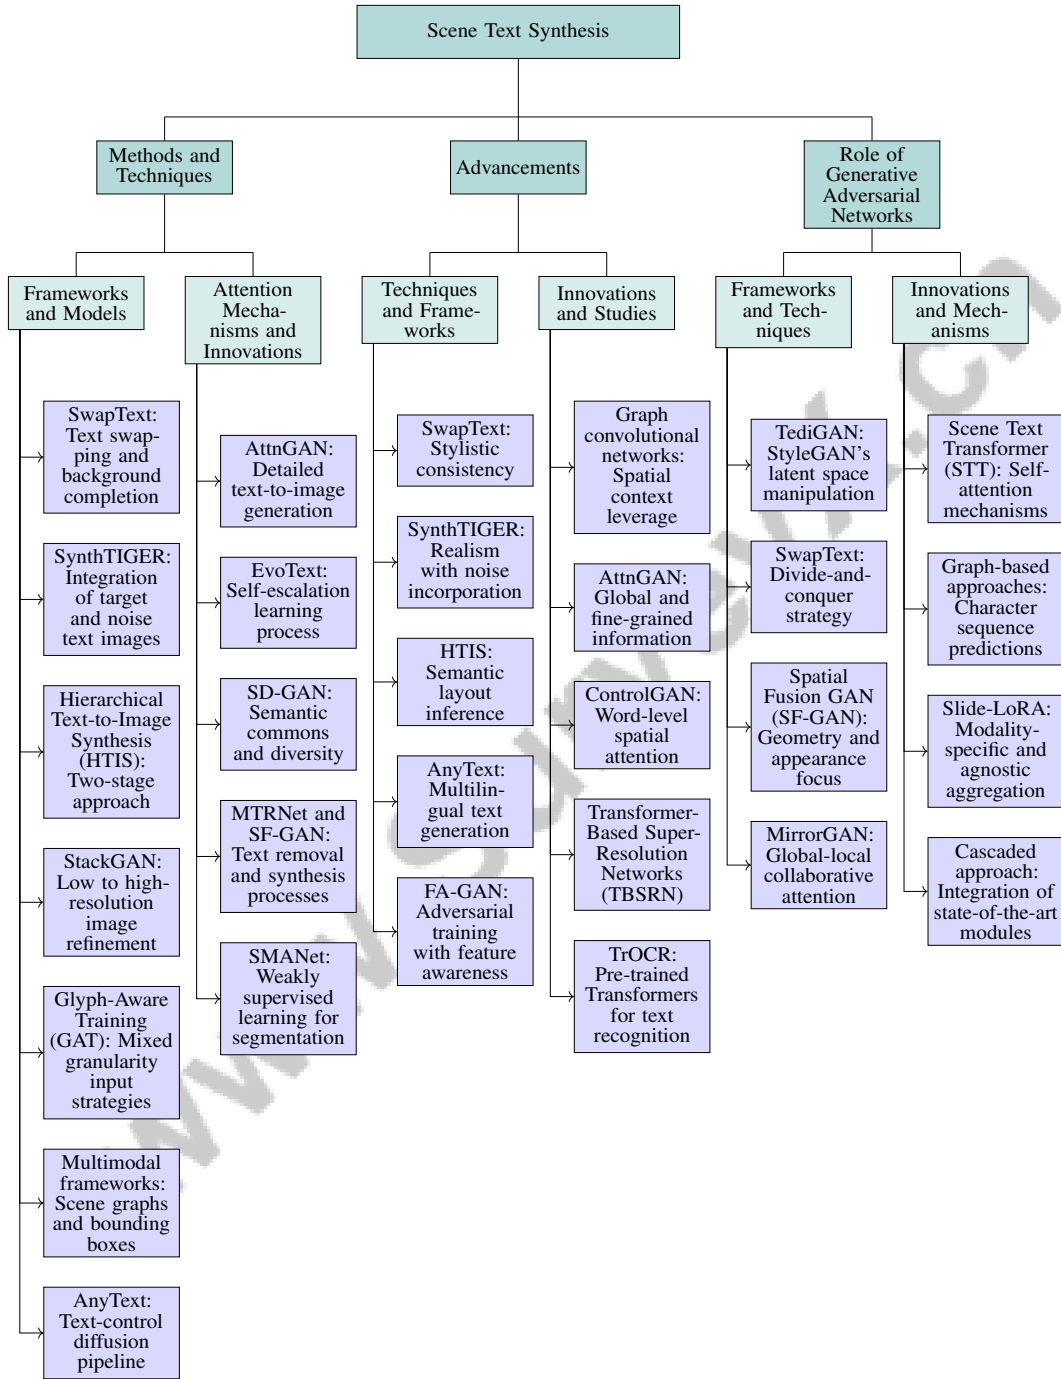 Scene Text Synthesis
Methods and
Techniques
Advancements
Role of
Generative
Adversarial
Networks
Frameworks
and Models
Attention
Mecha-
nisms and
Innovations
Techniques
and Frame-
works
Innovations
and Studies
Frameworks
and Tech-
niques
Innovations
and Mech-
anisms
SwapText:
Text swap-
ping and
background
completion
SynthTIGER:
Integration
of target
and noise
text images
Hierarchical
Text-to-Image
Synthesis
(HTIS):
Two-stage
approach
StackGAN:
Low to high-
resolution
image
refinement
Glyph-Aware
Training
(GAT): Mixed
granularity
input
strategies
Multimodal
frameworks:
Scene graphs
and bounding
boxes
AnyText:
Text-control
diffusion
pipeline
AttnGAN:
Detailed
text-to-image
generation
EvoText:
Self-escalation
learning
process
SD-GAN:
Semantic
commons
and diversity
MTRNet and
SF-GAN:
Text removal
and synthesis
processes
SMANet:
Weakly
supervised
learning for
segmentation
SwapText:
Stylistic
consistency
SynthTIGER:
Realism
with noise
incorporation
HTIS:
Semantic
layout
inference
AnyText:
Multilin-
gual text
generation
FA-GAN:
Adversarial
training
with feature
awareness
Graph
convolutional
networks:
Spatial
context
leverage
AttnGAN:
Global and
fine-grained
information
ControlGAN:
Word-level
spatial
attention
Transformer-
Based Super-
Resolution
Networks
(TBSRN)
TrOCR:
Pre-trained
Transformers
for text
recognition
TediGAN:
StyleGAN's
latent space
manipulation
SwapText:
Divide-and-
conquer
strategy
Spatial
Fusion GAN
(SF-GAN):
Geometry and
appearance
focus
MirrorGAN:
Global-local
collaborative
attention
Scene Text
Transformer
(STT): Self-
attention
mechanisms
Graph-based
approaches:
Character
sequence
predictions
Slide-LoRA:
Modality-
specific and
agnostic
aggregation
Cascaded
approach:
Integration of
state-of-the-art
modules
www.surveyx.cn